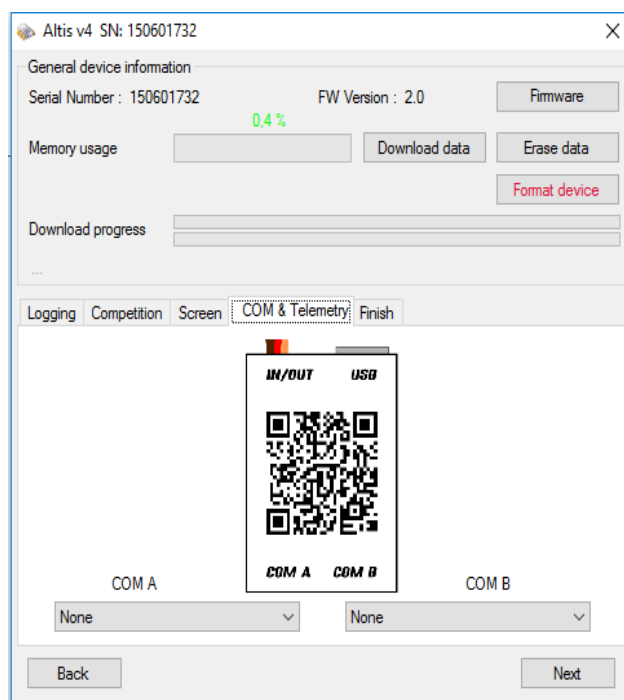 Altis v4 SN: 150601732
General device information
Serial Number : 150601732 FW Version : 2.0 Firmware
0,4 %
Memory usage Download data Erase data
Format device
Download progress
...
Logging Competition Screen COM & Telemetry Finish
IN/OUT USB
COM A COM B
COM A COM B
None None
Back Next